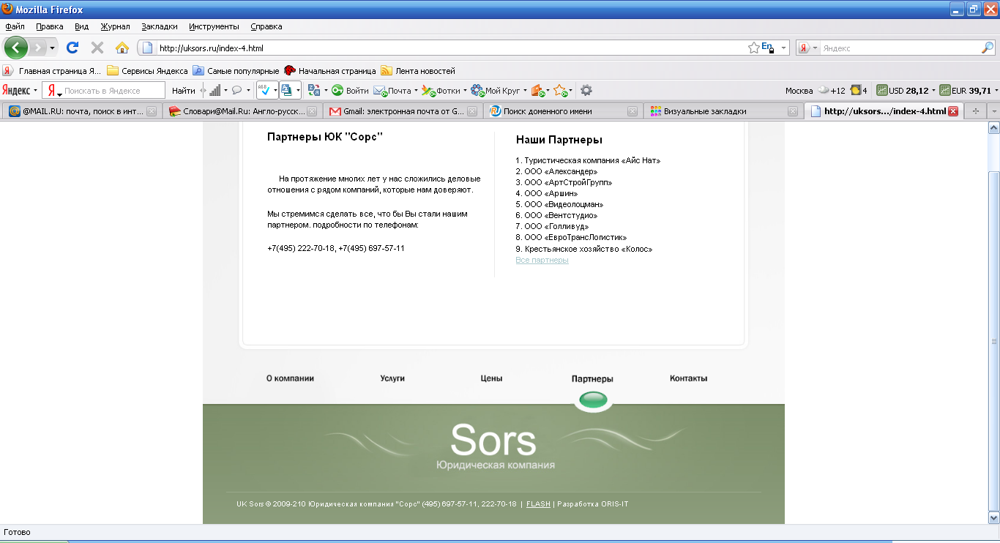 Mozilla Firefox
Файл Правка Вид Журнал Закладки Инструменты Справка
http://uksors.ru/index-4.html
En
Я Яндекс
Я Главная страница Я... Сервисы Яндекса Самые популярные Начальная страница Лента новостей
Яндекс Я Поискать в Яндексе Найти АБВ Войти Почта Фотки Мой Круг Москва +12 4 USD 28,12 EUR 39,71
@MAIL.RU: почта, поиск в инт... Словари@Mail.Ru: Англо-русск... Gmail: электронная почта от G... Поиск доменного имени Визуальные закладки http://uksors.../index-4.html
Партнеры ЮК "Сорс"
На протяжение многих лет у нас сложились деловые
отношения с рядом компаний, которые нам доверяют.
Мы стремимся сделать все, что бы Вы стали нашим
партнером. подробности по телефонам:
+7(495) 222-70-18, +7(495) 697-57-11
Наши Партнеры
1. Туристическая компания «Айс Нат»
2. ООО «Александер»
3. ООО «АртСтройГрупп»
4. ООО «Аршин»
5. ООО «Видеолоцман»
6. ООО «Вентстудио»
7. ООО «Голливуд»
8. ООО «ЕвроТрансЛогистик»
9. Крестьянское хозяйство «Колос»
Все партнеры
О компании Услуги Цены Партнеры Контакты
Sors
Юридическая компания
UK Sors © 2009-210 Юридическая компания "Сорс" (495) 697-57-11, 222-70-18 | FLASH | Разработка ORIS-IT
Готово